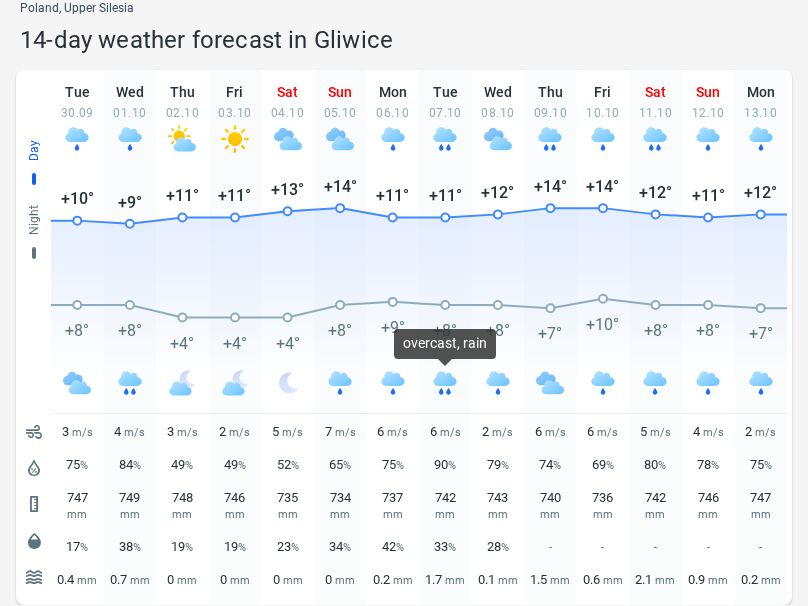 Poland, Upper Silesia
14-day weather forecast in Gliwice
Tue Wed Thu Fri Sat Sun Mon Tue Wed Thu Fri Sat Sun Mon
30.09 01.10 02.10 03.10 04.10 05.10 06.10 07.10 08.10 09.10 10.10 11.10 12.10 13.10
Day
+10° +9° +11° +11° +13° +14° +11° +11° +12° +14° +14° +12° +11° +12°
Night
+8° +8° +4° +4° +4° +8° +9° +8° +8° +7° +10° +8° +8° +7°
overcast, rain
3 m/s 4 m/s 3 m/s 2 m/s 5 m/s 7 m/s 6 m/s 6 m/s 2 m/s 6 m/s 6 m/s 5 m/s 4 m/s 2 m/s
75% 84% 49% 49% 52% 65% 75% 90% 79% 74% 69% 80% 78% 75%
747 749 748 746 735 734 737 742 743 740 736 742 746 747
mm mm mm mm mm mm mm mm mm mm mm mm mm mm
17% 38% 19% 19% 23% 34% 42% 33% 28% - - - - -
0.4 mm 0.7 mm 0 mm 0 mm 0 mm 0 mm 0.2 mm 1.7 mm 0.1 mm 1.5 mm 0.6 mm 2.1 mm 0.9 mm 0.2 mm